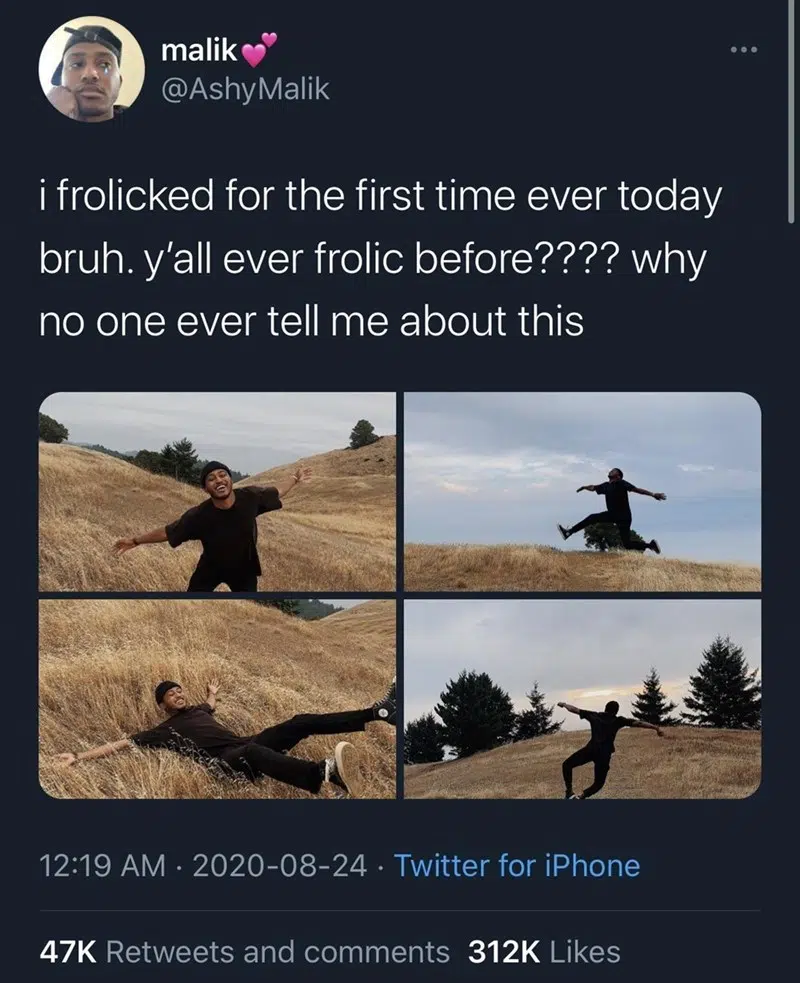 malik💕
@AshyMalik
i frolicked for the first time ever today
bruh. y'all ever frolic before???? why
no one ever tell me about this
12:19 AM · 2020-08-24 · Twitter for iPhone
47K Retweets and comments 312K Likes